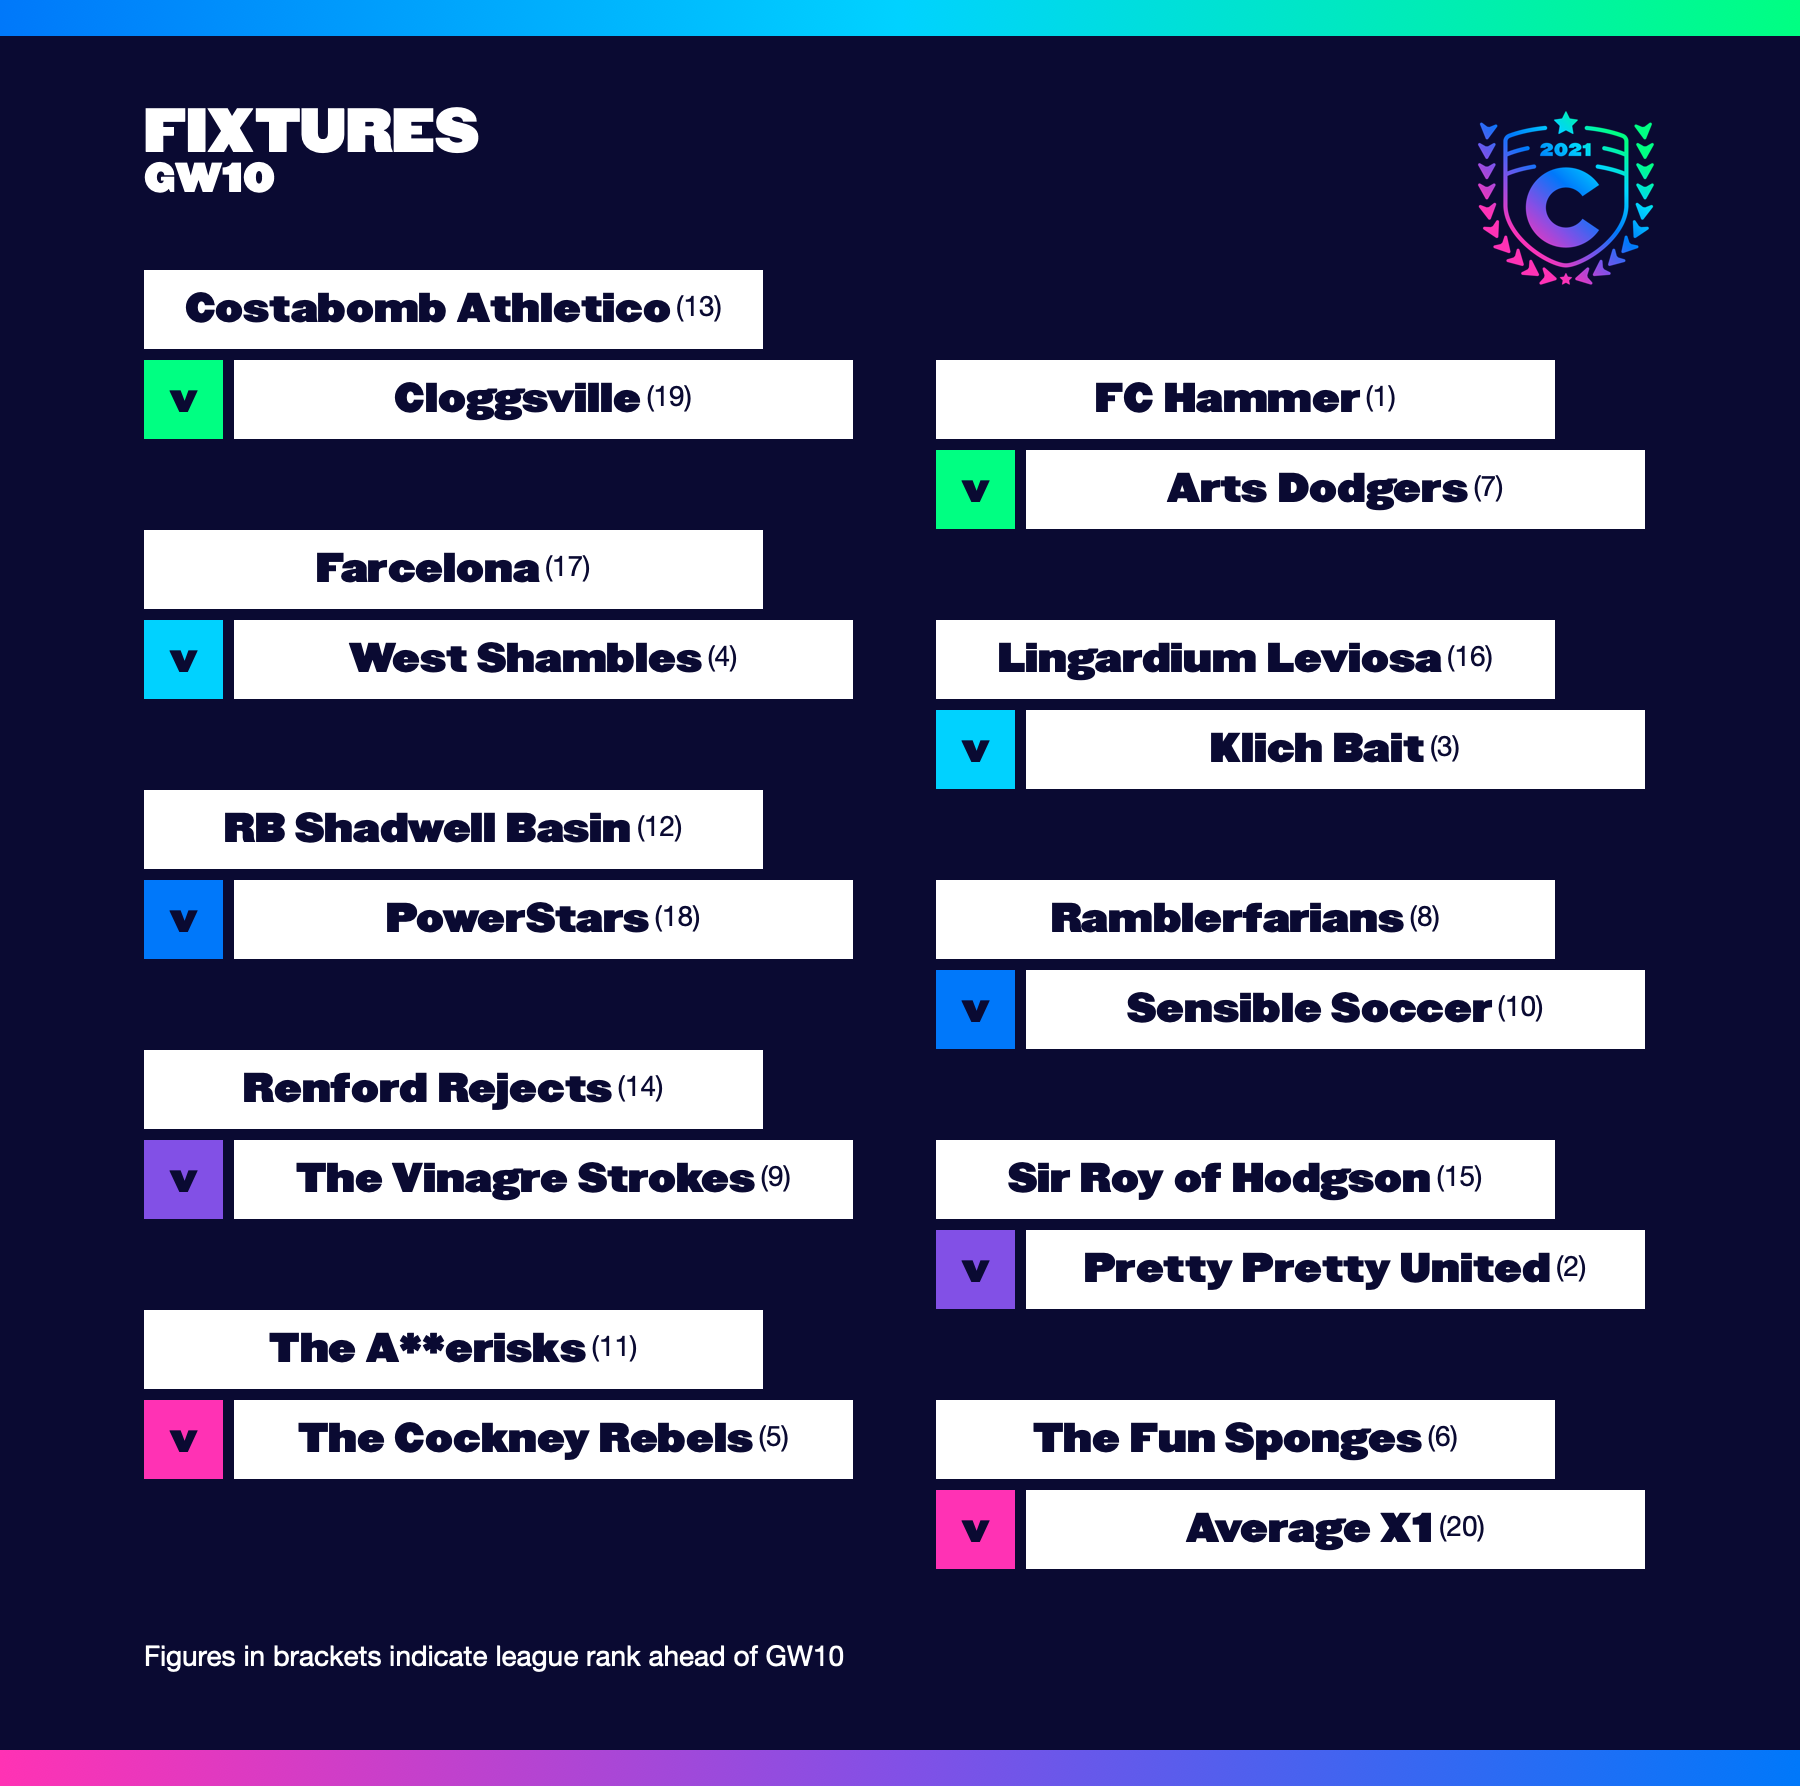 FIXTURES
GW10
2021
C
Costabomb Athletico (13)
v Cloggsville (19)
Farcelona (17)
v West Shambles (4)
RB Shadwell Basin (12)
v PowerStars (18)
Renford Rejects (14)
v The Vinagre Strokes (9)
The A**erisks (11)
v The Cockney Rebels (5)
FC Hammer (1)
v Arts Dodgers (7)
Lingardium Leviosa (16)
v Klich Bait (3)
Ramblerfarians (8)
v Sensible Soccer (10)
Sir Roy of Hodgson (15)
v Pretty Pretty United (2)
The Fun Sponges (6)
v Average X1 (20)
Figures in brackets indicate league rank ahead of GW10